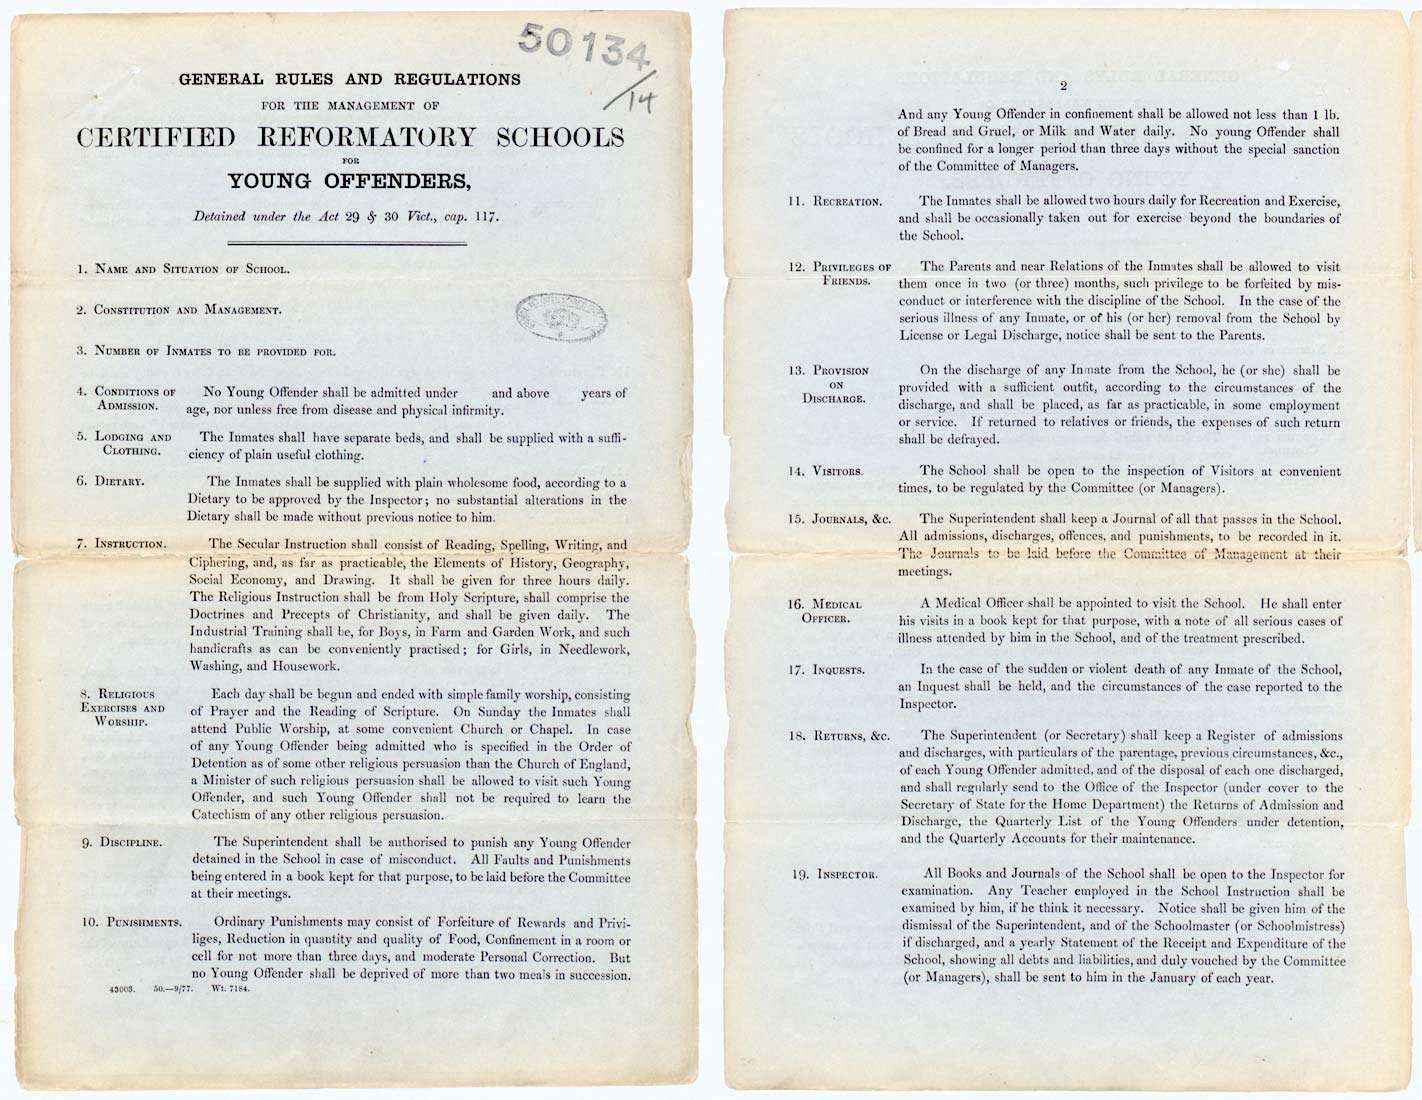 50134
/14
GENERAL RULES AND REGULATIONS
FOR THE MANAGEMENT OF
CERTIFIED REFORMATORY SCHOOLS
FOR
YOUNG OFFENDERS,
Detained under the Act 29 & 30 Vict., cap. 117.
1. NAME AND SITUATION OF SCHOOL.
2. CONSTITUTION AND MANAGEMENT.
3. NUMBER OF INMATES TO BE PROVIDED FOR.
4. CONDITIONS OF ADMISSION.
No Young Offender shall be admitted under and above years of
age, nor unless free from disease and physical infirmity.
5. LODGING AND CLOTHING.
The Inmates shall have separate beds, and shall be supplied with a suffi-
ciency of plain useful clothing.
6. DIETARY.
The Inmates shall be supplied with plain wholesome food, according to a
Dietary to be approved by the Inspector; no substantial alterations in the
Dietary shall be made without previous notice to him.
7. INSTRUCTION.
The Secular Instruction shall consist of Reading, Spelling, Writing, and
Ciphering, and, as far as practicable, the Elements of History, Geography,
Social Economy, and Drawing. It shall be given for three hours daily.
The Religious Instruction shall be from Holy Scripture, shall comprise the
Doctrines and Precepts of Christianity, and shall be given daily. The
Industrial Training shall be, for Boys, in Farm and Garden Work, and such
handicrafts as can be conveniently practised; for Girls, in Needlework,
Washing, and Housework.
8. RELIGIOUS EXERCISES AND WORSHIP.
Each day shall be begun and ended with simple family worship, consisting
of Prayer and the Reading of Scripture. On Sunday the Inmates shall
attend Public Worship, at some convenient Church or Chapel. In case
of any Young Offender being admitted who is specified in the Order of
Detention as of some other religious persuasion than the Church of England,
a Minister of such religious persuasion shall be allowed to visit such Young
Offender, and such Young Offender shall not be required to learn the
Catechism of any other religious persuasion.
9. DISCIPLINE.
The Superintendent shall be authorised to punish any Young Offender
detained in the School in case of misconduct. All Faults and Punishments
being entered in a book kept for that purpose, to be laid before the Committee
at their meetings.
10. PUNISHMENTS.
Ordinary Punishments may consist of Forfeiture of Rewards and Privi-
liges, Reduction in quantity and quality of Food, Confinement in a room or
cell for not more than three days, and moderate Personal Correction. But
no Young Offender shall be deprived of more than two meals in succession.
43003. 50.—9/77. Wt. 7184.
2
And any Young Offender in confinement shall be allowed not less than 1 lb.
of Bread and Gruel, or Milk and Water daily. No young Offender shall
be confined for a longer period than three days without the special sanction
of the Committee of Managers.
11. RECREATION.
The Inmates shall be allowed two hours daily for Recreation and Exercise,
and shall be occasionally taken out for exercise beyond the boundaries of
the School.
12. PRIVILEGES OF FRIENDS.
The Parents and near Relations of the Inmates shall be allowed to visit
them once in two (or three) months, such privilege to be forfeited by mis-
conduct or interference with the discipline of the School. In the case of the
serious illness of any Inmate, or of his (or her) removal from the School by
License or Legal Discharge, notice shall be sent to the Parents.
13. PROVISION ON DISCHARGE.
On the discharge of any Inmate from the School, he (or she) shall be
provided with a sufficient outfit, according to the circumstances of the
discharge, and shall be placed, as far as practicable, in some employment
or service. If returned to relatives or friends, the expenses of such return
shall be defrayed.
14. VISITORS.
The School shall be open to the inspection of Visitors at convenient
times, to be regulated by the Committee (or Managers).
15. JOURNALS, &C.
The Superintendent shall keep a Journal of all that passes in the School.
All admissions, discharges, offences, and punishments, to be recorded in it.
The Journals to be laid before the Committee of Management at their
meetings.
16. MEDICAL OFFICER.
A Medical Officer shall be appointed to visit the School. He shall enter
his visits in a book kept for that purpose, with a note of all serious cases of
illness attended by him in the School, and of the treatment prescribed.
17. INQUESTS.
In the case of the sudden or violent death of any Inmate of the School,
an Inquest shall be held, and the circumstances of the case reported to the
Inspector.
18. RETURNS, &C.
The Superintendent (or Secretary) shall keep a Register of admissions
and discharges, with particulars of the parentage, previous circumstances, &c.,
of each Young Offender admitted, and of the disposal of each one discharged,
and shall regularly send to the Office of the Inspector (under cover to the
Secretary of State for the Home Department) the Returns of Admission and
Discharge, the Quarterly List of the Young Offenders under detention,
and the Quarterly Accounts for their maintenance.
19. INSPECTOR.
All Books and Journals of the School shall be open to the Inspector for
examination. Any Teacher employed in the School Instruction shall be
examined by him, if he think it necessary. Notice shall be given him of the
dismissal of the Superintendent, and of the Schoolmaster (or Schoolmistress)
if discharged, and a yearly Statement of the Receipt and Expenditure of the
School, showing all debts and liabilities, and duly vouched by the Committee
(or Managers), shall be sent to him in the January of each year.